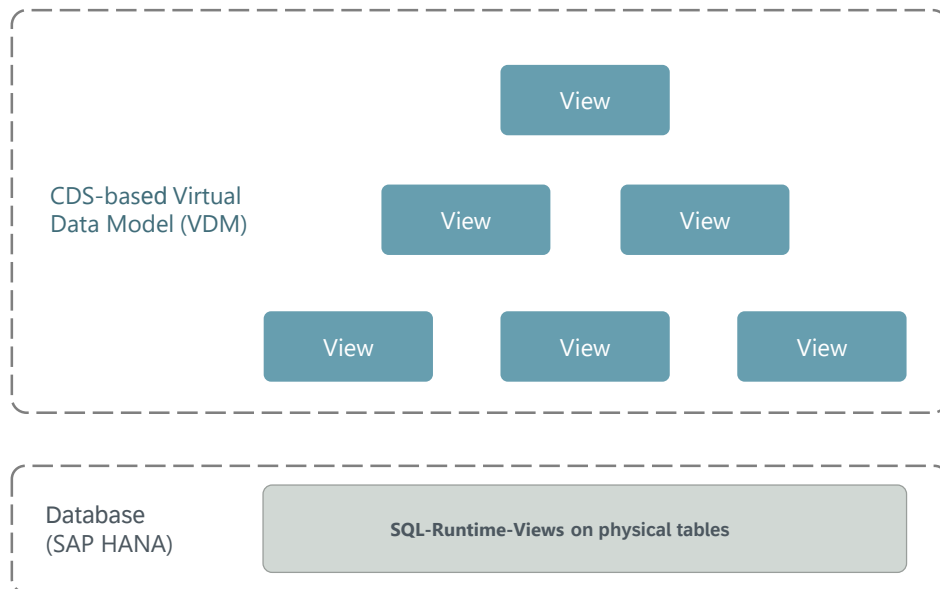 View
CDS-based Virtual
Data Model (VDM)
View
View
View
View
View
Database
(SAP HANA)
SQL-Runtime-Views on physical tables